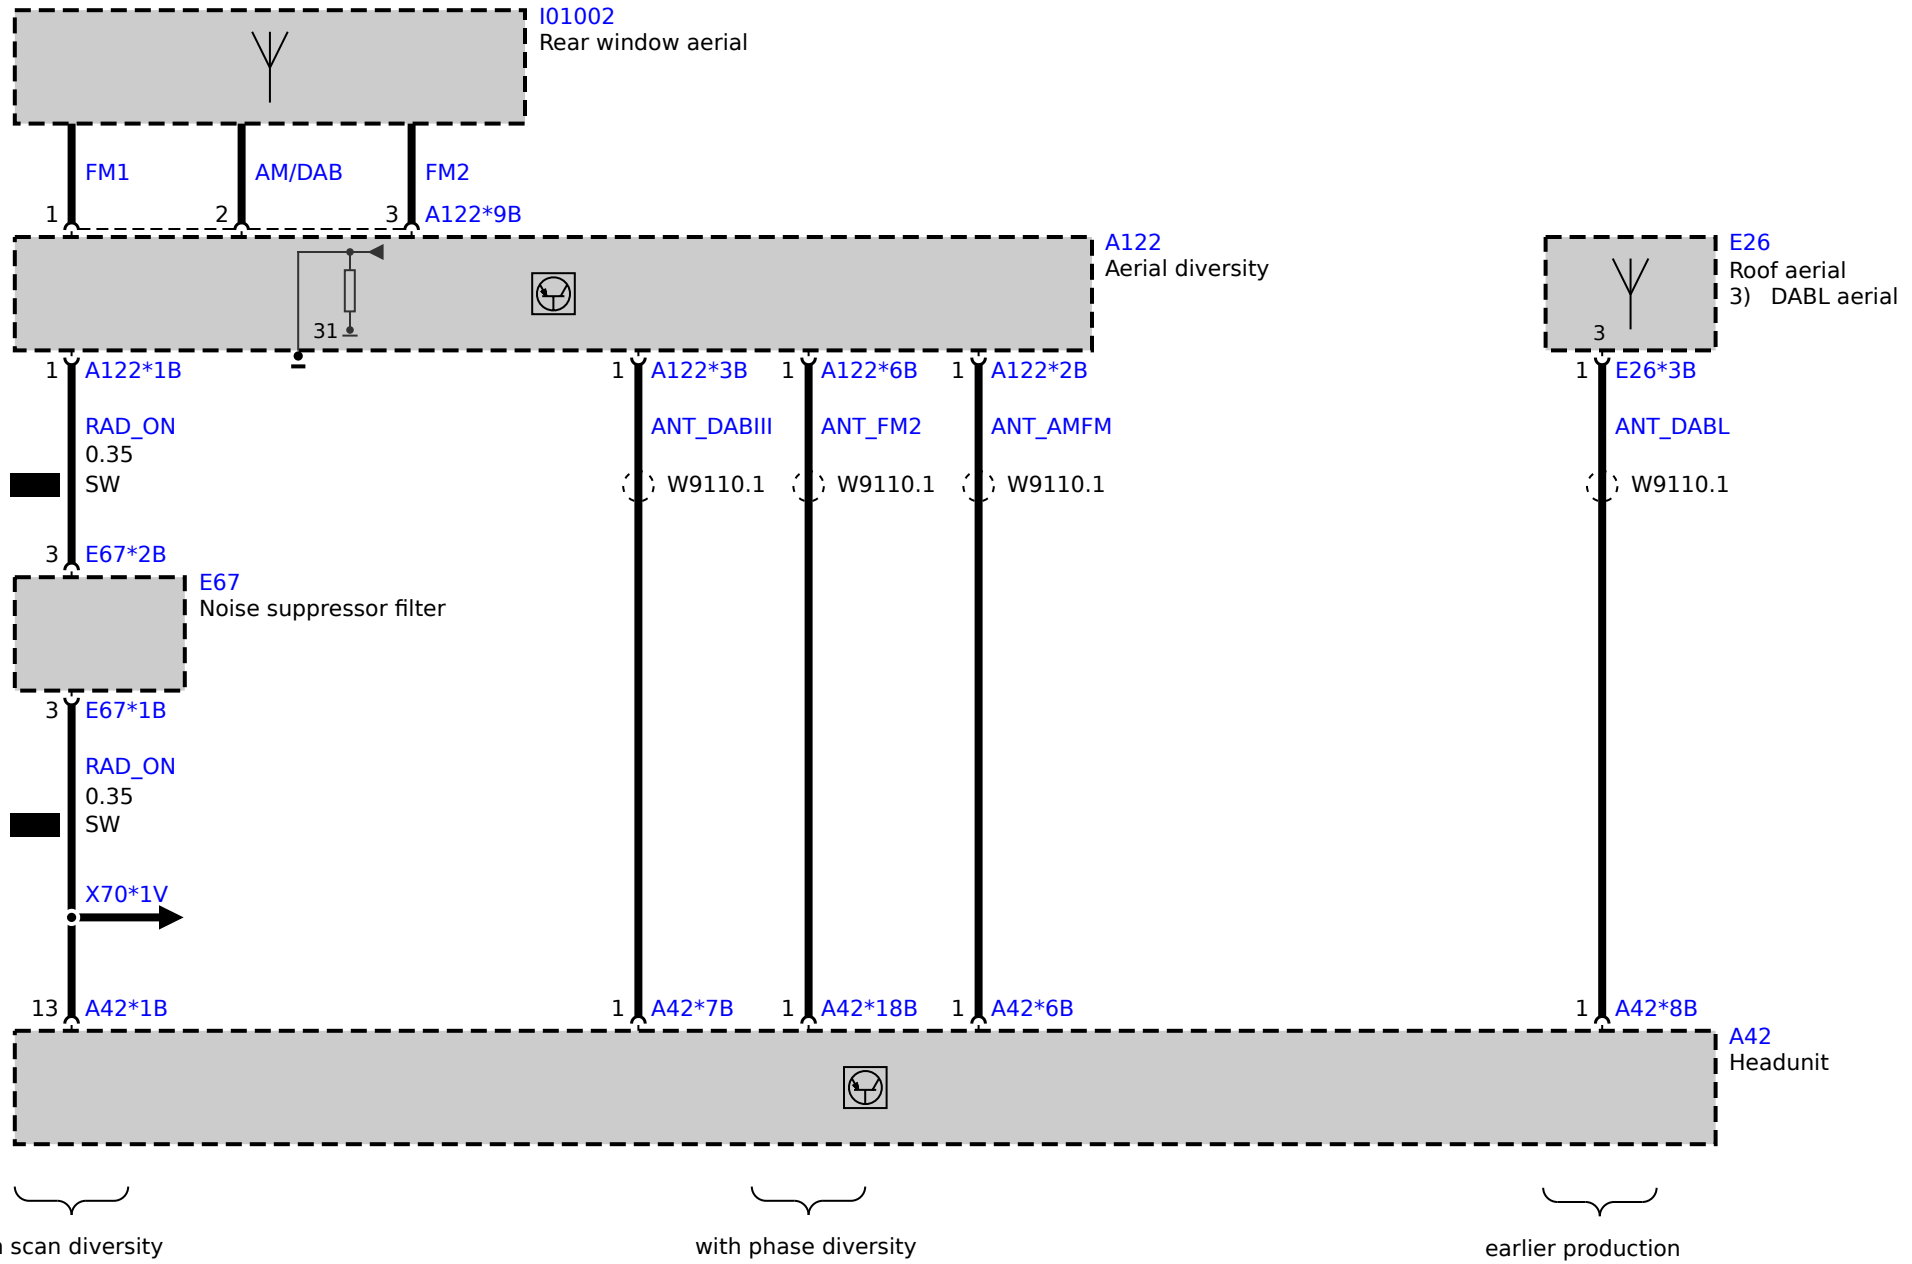 I01002
Rear window aerial
FM1
AM/DAB
FM2
1
2
3
A122*9B
A122
Aerial diversity
31
E26
Roof aerial
3) DABL aerial
3
1 A122*1B
1 A122*3B
1 A122*6B
1 A122*2B
1 E26*3B
RAD_ON
0.35
SW
ANT_DABIII
ANT_FM2
ANT_AMFM
ANT_DABL
W9110.1
W9110.1
W9110.1
W9110.1
3 E67*2B
E67
Noise suppressor filter
3 E67*1B
RAD_ON
0.35
SW
X70*1V
13 A42*1B
1 A42*7B
1 A42*18B
1 A42*6B
1 A42*8B
A42
Headunit
scan diversity
with phase diversity
earlier production